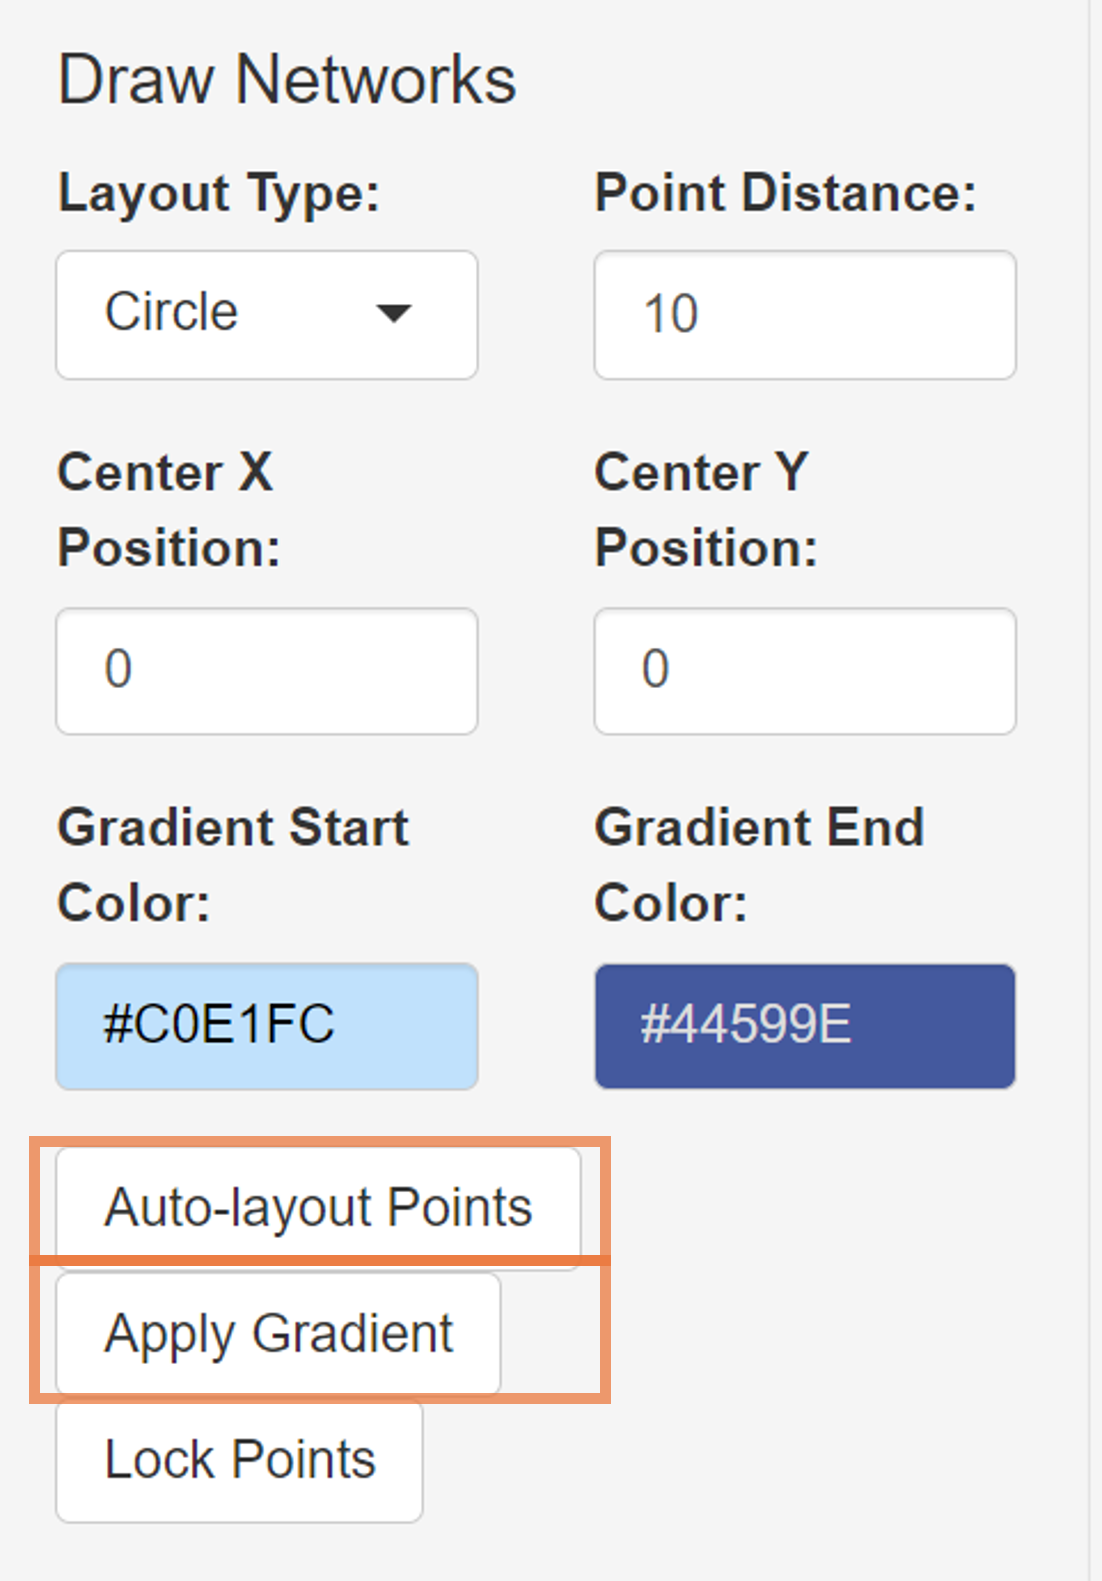 Draw Networks
Layout Type: Point Distance:
Circle 10
Center X Position: Center Y Position:
0 0
Gradient Start Color: Gradient End Color:
#C0E1FC #44599E
Auto-layout Points
Apply Gradient
Lock Points